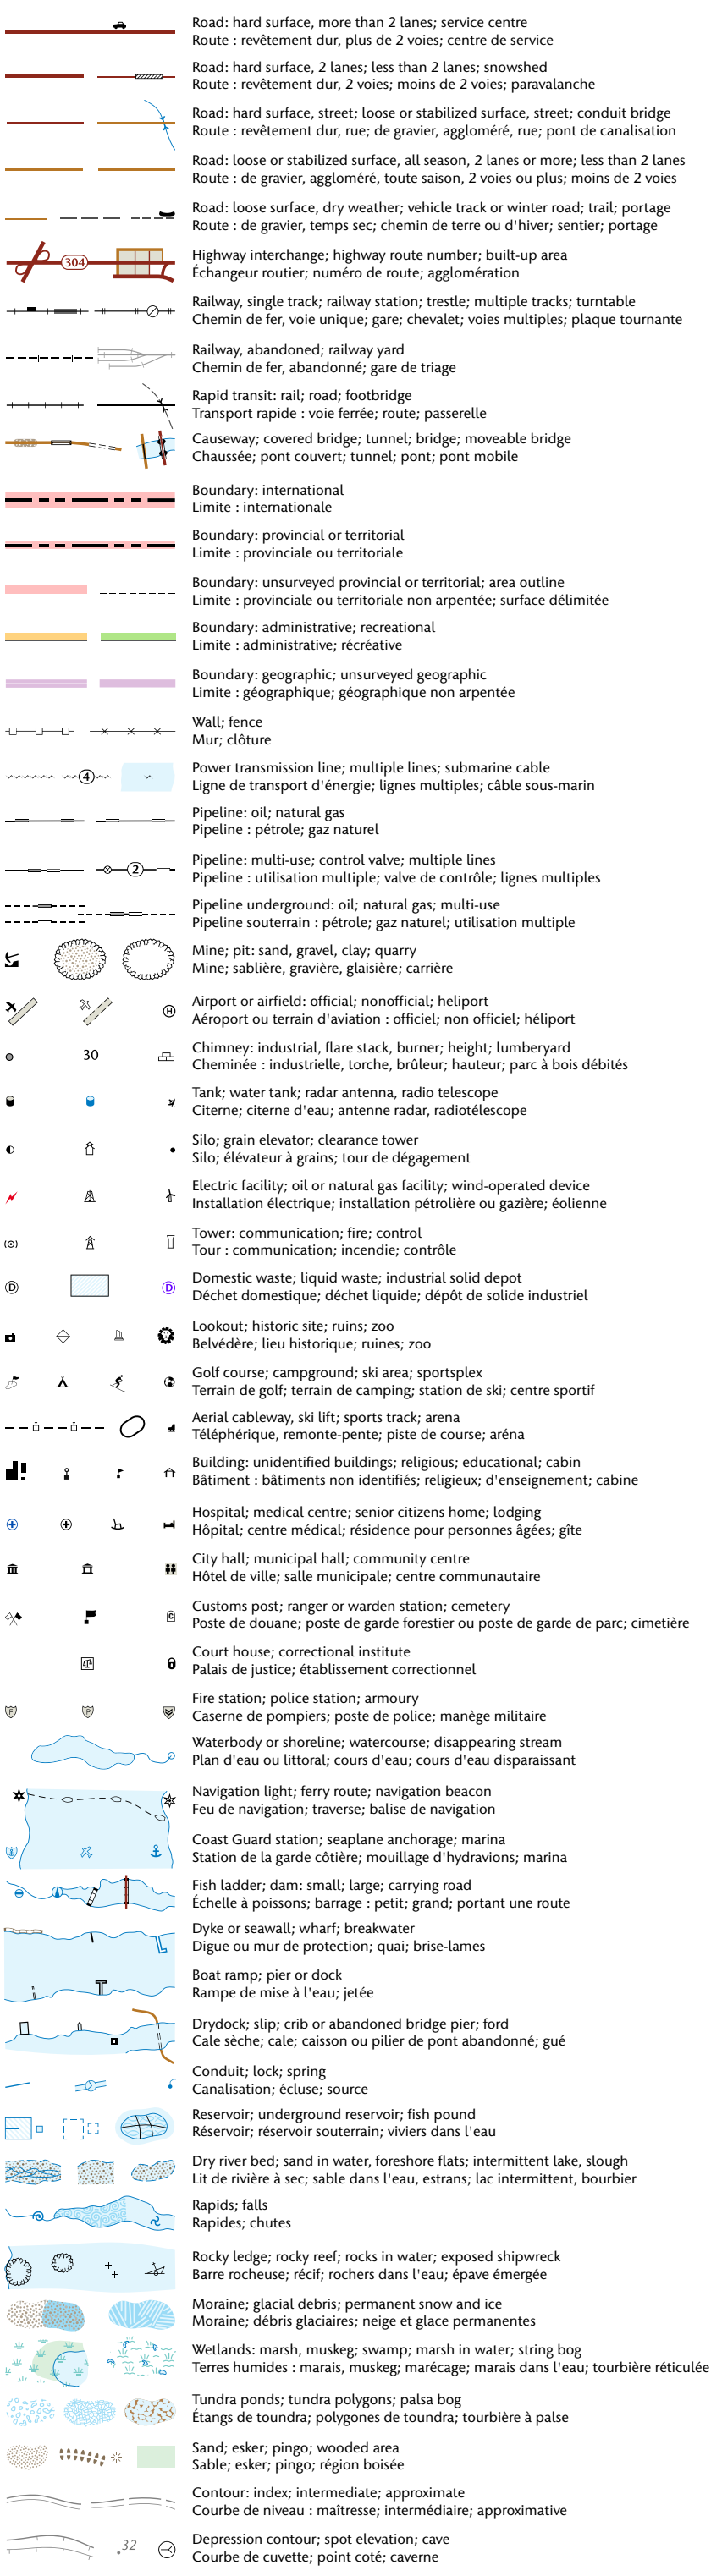 Road: hard surface, more than 2 lanes; service centre
Route : revêtement dur, plus de 2 voies; centre de service
Road: hard surface, 2 lanes; less than 2 lanes; snowshed
Route : revêtement dur, 2 voies; moins de 2 voies; paravalanche
Road: hard surface, street; loose or stabilized surface, street; conduit bridge
Route : revêtement dur, rue; de gravier, aggloméré, rue; pont de canalisation
Road: loose or stabilized surface, all season, 2 lanes or more; less than 2 lanes
Route : de gravier, aggloméré, toute saison, 2 voies ou plus; moins de 2 voies
Road: loose surface, dry weather; vehicle track or winter road; trail; portage
Route : de gravier, temps sec; chemin de terre ou d'hiver; sentier; portage
304
Highway interchange; highway route number; built-up area
Échangeur routier; numéro de route; agglomération
Railway, single track; railway station; trestle; multiple tracks; turntable
Chemin de fer, voie unique; gare; chevalet; voies multiples; plaque tournante
Railway, abandoned; railway yard
Chemin de fer, abandonné; gare de triage
Rapid transit: rail; road; footbridge
Transport rapide : voie ferrée; route; passerelle
Causeway; covered bridge; tunnel; bridge; moveable bridge
Chaussée; pont couvert; tunnel; pont; pont mobile
Boundary: international
Limite : internationale
Boundary: provincial or territorial
Limite : provinciale ou territoriale
Boundary: unsurveyed provincial or territorial; area outline
Limite : provinciale ou territoriale non arpentée; surface délimitée
Boundary: administrative; recreational
Limite : administrative; récréative
Boundary: geographic; unsurveyed geographic
Limite : géographique; géographique non arpentée
Wall; fence
Mur; clôture
4
Power transmission line; multiple lines; submarine cable
Ligne de transport d'énergie; lignes multiples; câble sous-marin
Pipeline: oil; natural gas
Pipeline : pétrole; gaz naturel
2
Pipeline: multi-use; control valve; multiple lines
Pipeline : utilisation multiple; valve de contrôle; lignes multiples
Pipeline underground: oil; natural gas; multi-use
Pipeline souterrain : pétrole; gaz naturel; utilisation multiple
Mine; pit: sand, gravel, clay; quarry
Mine; sablière, gravière, glaisière; carrière
H
Airport or airfield: official; nonofficial; heliport
Aéroport ou terrain d'aviation : officiel; non officiel; héliport
30
Chimney: industrial, flare stack, burner; height; lumberyard
Cheminée : industrielle, torche, brûleur; hauteur; parc à bois débités
Tank; water tank; radar antenna, radio telescope
Citerne; citerne d'eau; antenne radar, radiotélescope
Silo; grain elevator; clearance tower
Silo; élévateur à grains; tour de dégagement
Electric facility; oil or natural gas facility; wind-operated device
Installation électrique; installation pétrolière ou gazière; éolienne
Tower: communication; fire; control
Tour : communication; incendie; contrôle
D D
Domestic waste; liquid waste; industrial solid depot
Déchet domestique; déchet liquide; dépôt de solide industriel
Lookout; historic site; ruins; zoo
Belvédère; lieu historique; ruines; zoo
Golf course; campground; ski area; sportsplex
Terrain de golf; terrain de camping; station de ski; centre sportif
Aerial cableway, ski lift; sports track; arena
Téléphérique, remonte-pente; piste de course; aréna
Building: unidentified buildings; religious; educational; cabin
Bâtiment : bâtiments non identifiés; religieux; d'enseignement; cabine
Hospital; medical centre; senior citizens home; lodging
Hôpital; centre médical; résidence pour personnes âgées; gîte
City hall; municipal hall; community centre
Hôtel de ville; salle municipale; centre communautaire
C
Customs post; ranger or warden station; cemetery
Poste de douane; poste de garde forestier ou poste de garde de parc; cimetière
Court house; correctional institute
Palais de justice; établissement correctionnel
F P
Fire station; police station; armoury
Caserne de pompiers; poste de police; manège militaire
Waterbody or shoreline; watercourse; disappearing stream
Plan d'eau ou littoral; cours d'eau; cours d'eau disparaissant
Navigation light; ferry route; navigation beacon
Feu de navigation; traverse; balise de navigation
Coast Guard station; seaplane anchorage; marina
Station de la garde côtière; mouillage d'hydravions; marina
Fish ladder; dam: small; large; carrying road
Échelle à poissons; barrage : petit; grand; portant une route
Dyke or seawall; wharf; breakwater
Digue ou mur de protection; quai; brise-lames
Boat ramp; pier or dock
Rampe de mise à l'eau; jetée
Drydock; slip; crib or abandoned bridge pier; ford
Cale sèche; cale; caisson ou pilier de pont abandonné; gué
Conduit; lock; spring
Canalisation; écluse; source
Reservoir; underground reservoir; fish pound
Réservoir; réservoir souterrain; viviers dans l'eau
Dry river bed; sand in water, foreshore flats; intermittent lake, slough
Lit de rivière à sec; sable dans l'eau, estrans; lac intermittent, bourbier
Rapids; falls
Rapides; chutes
Rocky ledge; rocky reef; rocks in water; exposed shipwreck
Barre rocheuse; récif; rochers dans l'eau; épave émergée
Moraine; glacial debris; permanent snow and ice
Moraine; débris glaciaires; neige et glace permanentes
Wetlands: marsh, muskeg; swamp; marsh in water; string bog
Terres humides : marais, muskeg; marécage; marais dans l'eau; tourbière réticulée
Tundra ponds; tundra polygons; palsa bog
Étangs de toundra; polygones de toundra; tourbière à palse
Sand; esker; pingo; wooded area
Sable; esker; pingo; région boisée
Contour: index; intermediate; approximate
Courbe de niveau : maîtresse; intermédiaire; approximative
.32
Depression contour; spot elevation; cave
Courbe de cuvette; point coté; caverne